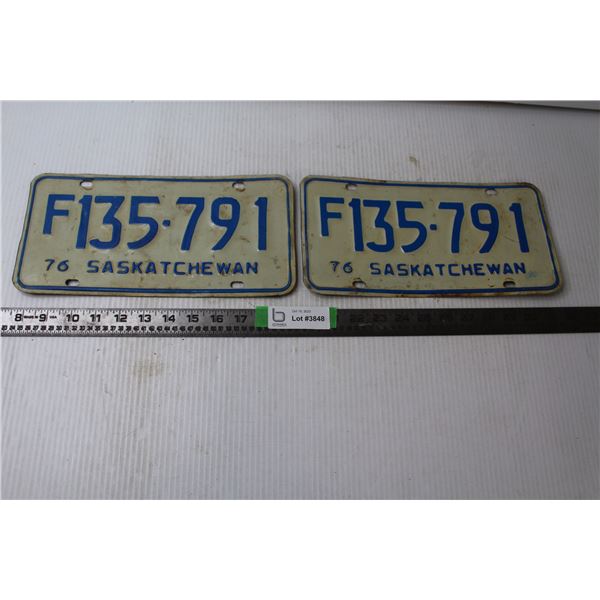 F135·791
76 SASKATCHEWAN
F135·791
76 SASKATCHEWAN
8 9 10 11 12 13 14 15 16 17
b
Lot #3848